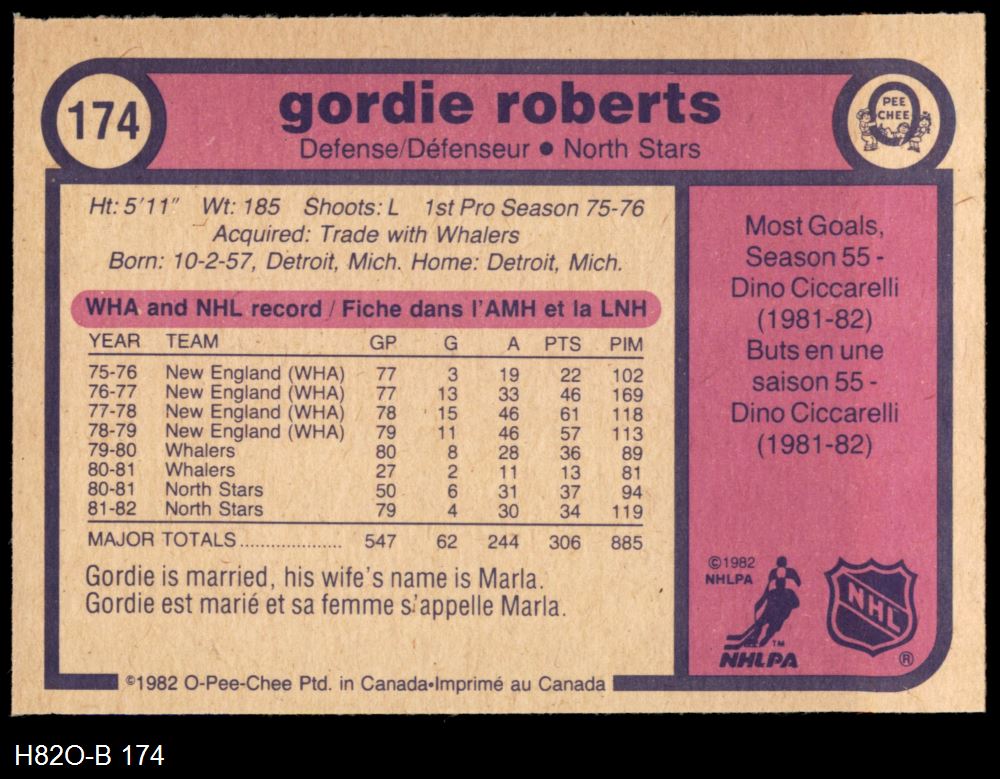 174
gordie roberts
Defense/Défenseur ● North Stars
PEE
CHEE
Ht: 5'11" Wt: 185 Shoots: L 1st Pro Season 75-76
Acquired: Trade with Whalers
Born: 10-2-57, Detroit, Mich. Home: Detroit, Mich.
WHA and NHL record / Fiche dans l'AMH et la LNH
YEAR TEAM GP G A PTS PIM
75-76 New England (WHA) 77 3 19 22 102
76-77 New England (WHA) 77 13 33 46 169
77-78 New England (WHA) 78 15 46 61 118
78-79 New England (WHA) 79 11 46 57 113
79-80 Whalers 80 8 28 36 89
80-81 Whalers 27 2 11 13 81
80-81 North Stars 50 6 31 37 94
81-82 North Stars 79 4 30 34 119
MAJOR TOTALS.................... 547 62 244 306 885
Gordie is married, his wife's name is Marla.
Gordie est marié et sa femme s'appelle Marla.
Most Goals,
Season 55 -
Dino Ciccarelli
(1981-82)
Buts en une
saison 55 -
Dino Ciccarelli
(1981-82)
©1982
NHLPA
TM
NHLPA
NHL
®
©1982 O-Pee-Chee Ptd. in Canada•Imprimé au Canada
H82O-B 174